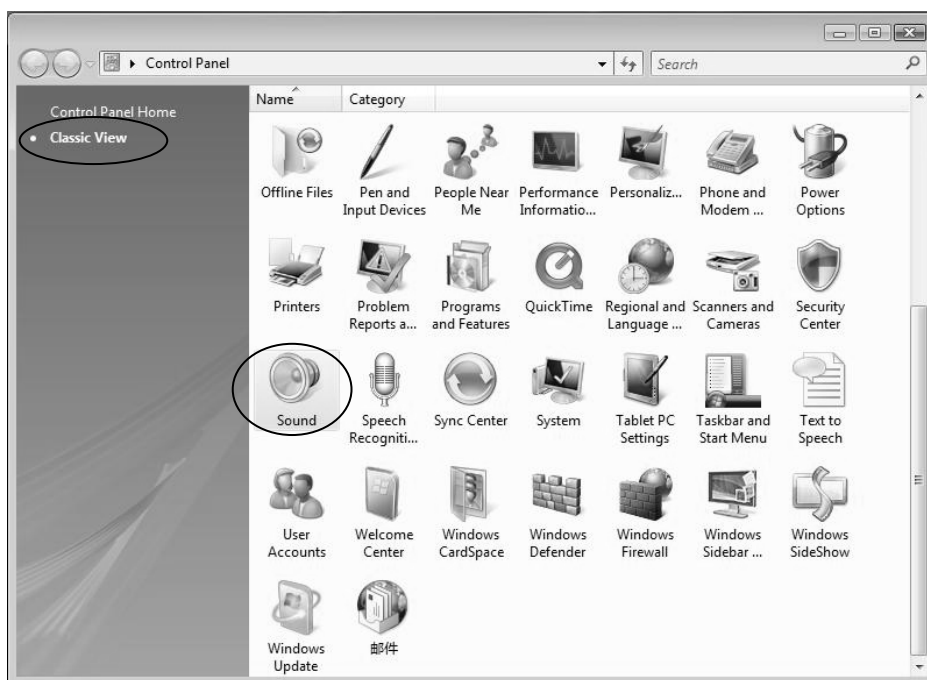 Control Panel
Search
Control Panel Home
Classic View
Name Category
Offline Files
Pen and
Input Devices
People Near
Me
Performance
Informatio...
Personaliz...
Phone and
Modem ...
Power
Options
Printers
Problem
Reports a...
Programs
and Features
QuickTime
Regional and
Language ...
Scanners and
Cameras
Security
Center
Sound
Speech
Recogniti...
Sync Center
System
Tablet PC
Settings
Taskbar and
Start Menu
Text to
Speech
User
Accounts
Welcome
Center
Windows
CardSpace
Windows
Defender
Windows
Firewall
Windows
Sidebar ...
Windows
SideShow
Windows
Update
邮件